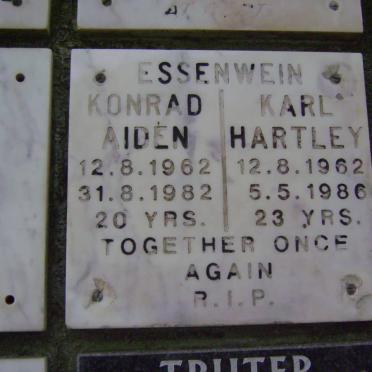 ESSENWEIN
KONRAD KARL
AIDEN HARTLEY
12.8.1962 12.8.1962
31.8.1982 5.5.1986
20 YRS. 23 YRS.
TOGETHER ONCE
AGAIN
R.I.P.
TRUTER